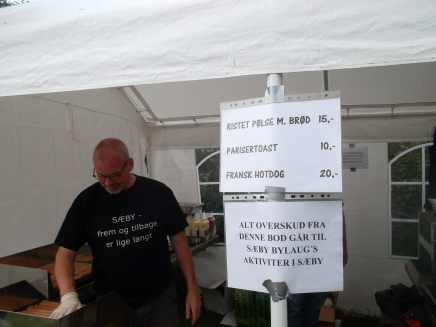 RISTET PØLSE M. BRØD 15,-
PARISERTOAST 10,-
FRANSK HOTDOG 20,-
ALT OVERSKUD FRA
DENNE BOD GÅR TIL
SÆBY BYLAUG´S
AKTIVITER I SÆBY
SÆBY -
frem og tilbage
er lige langt